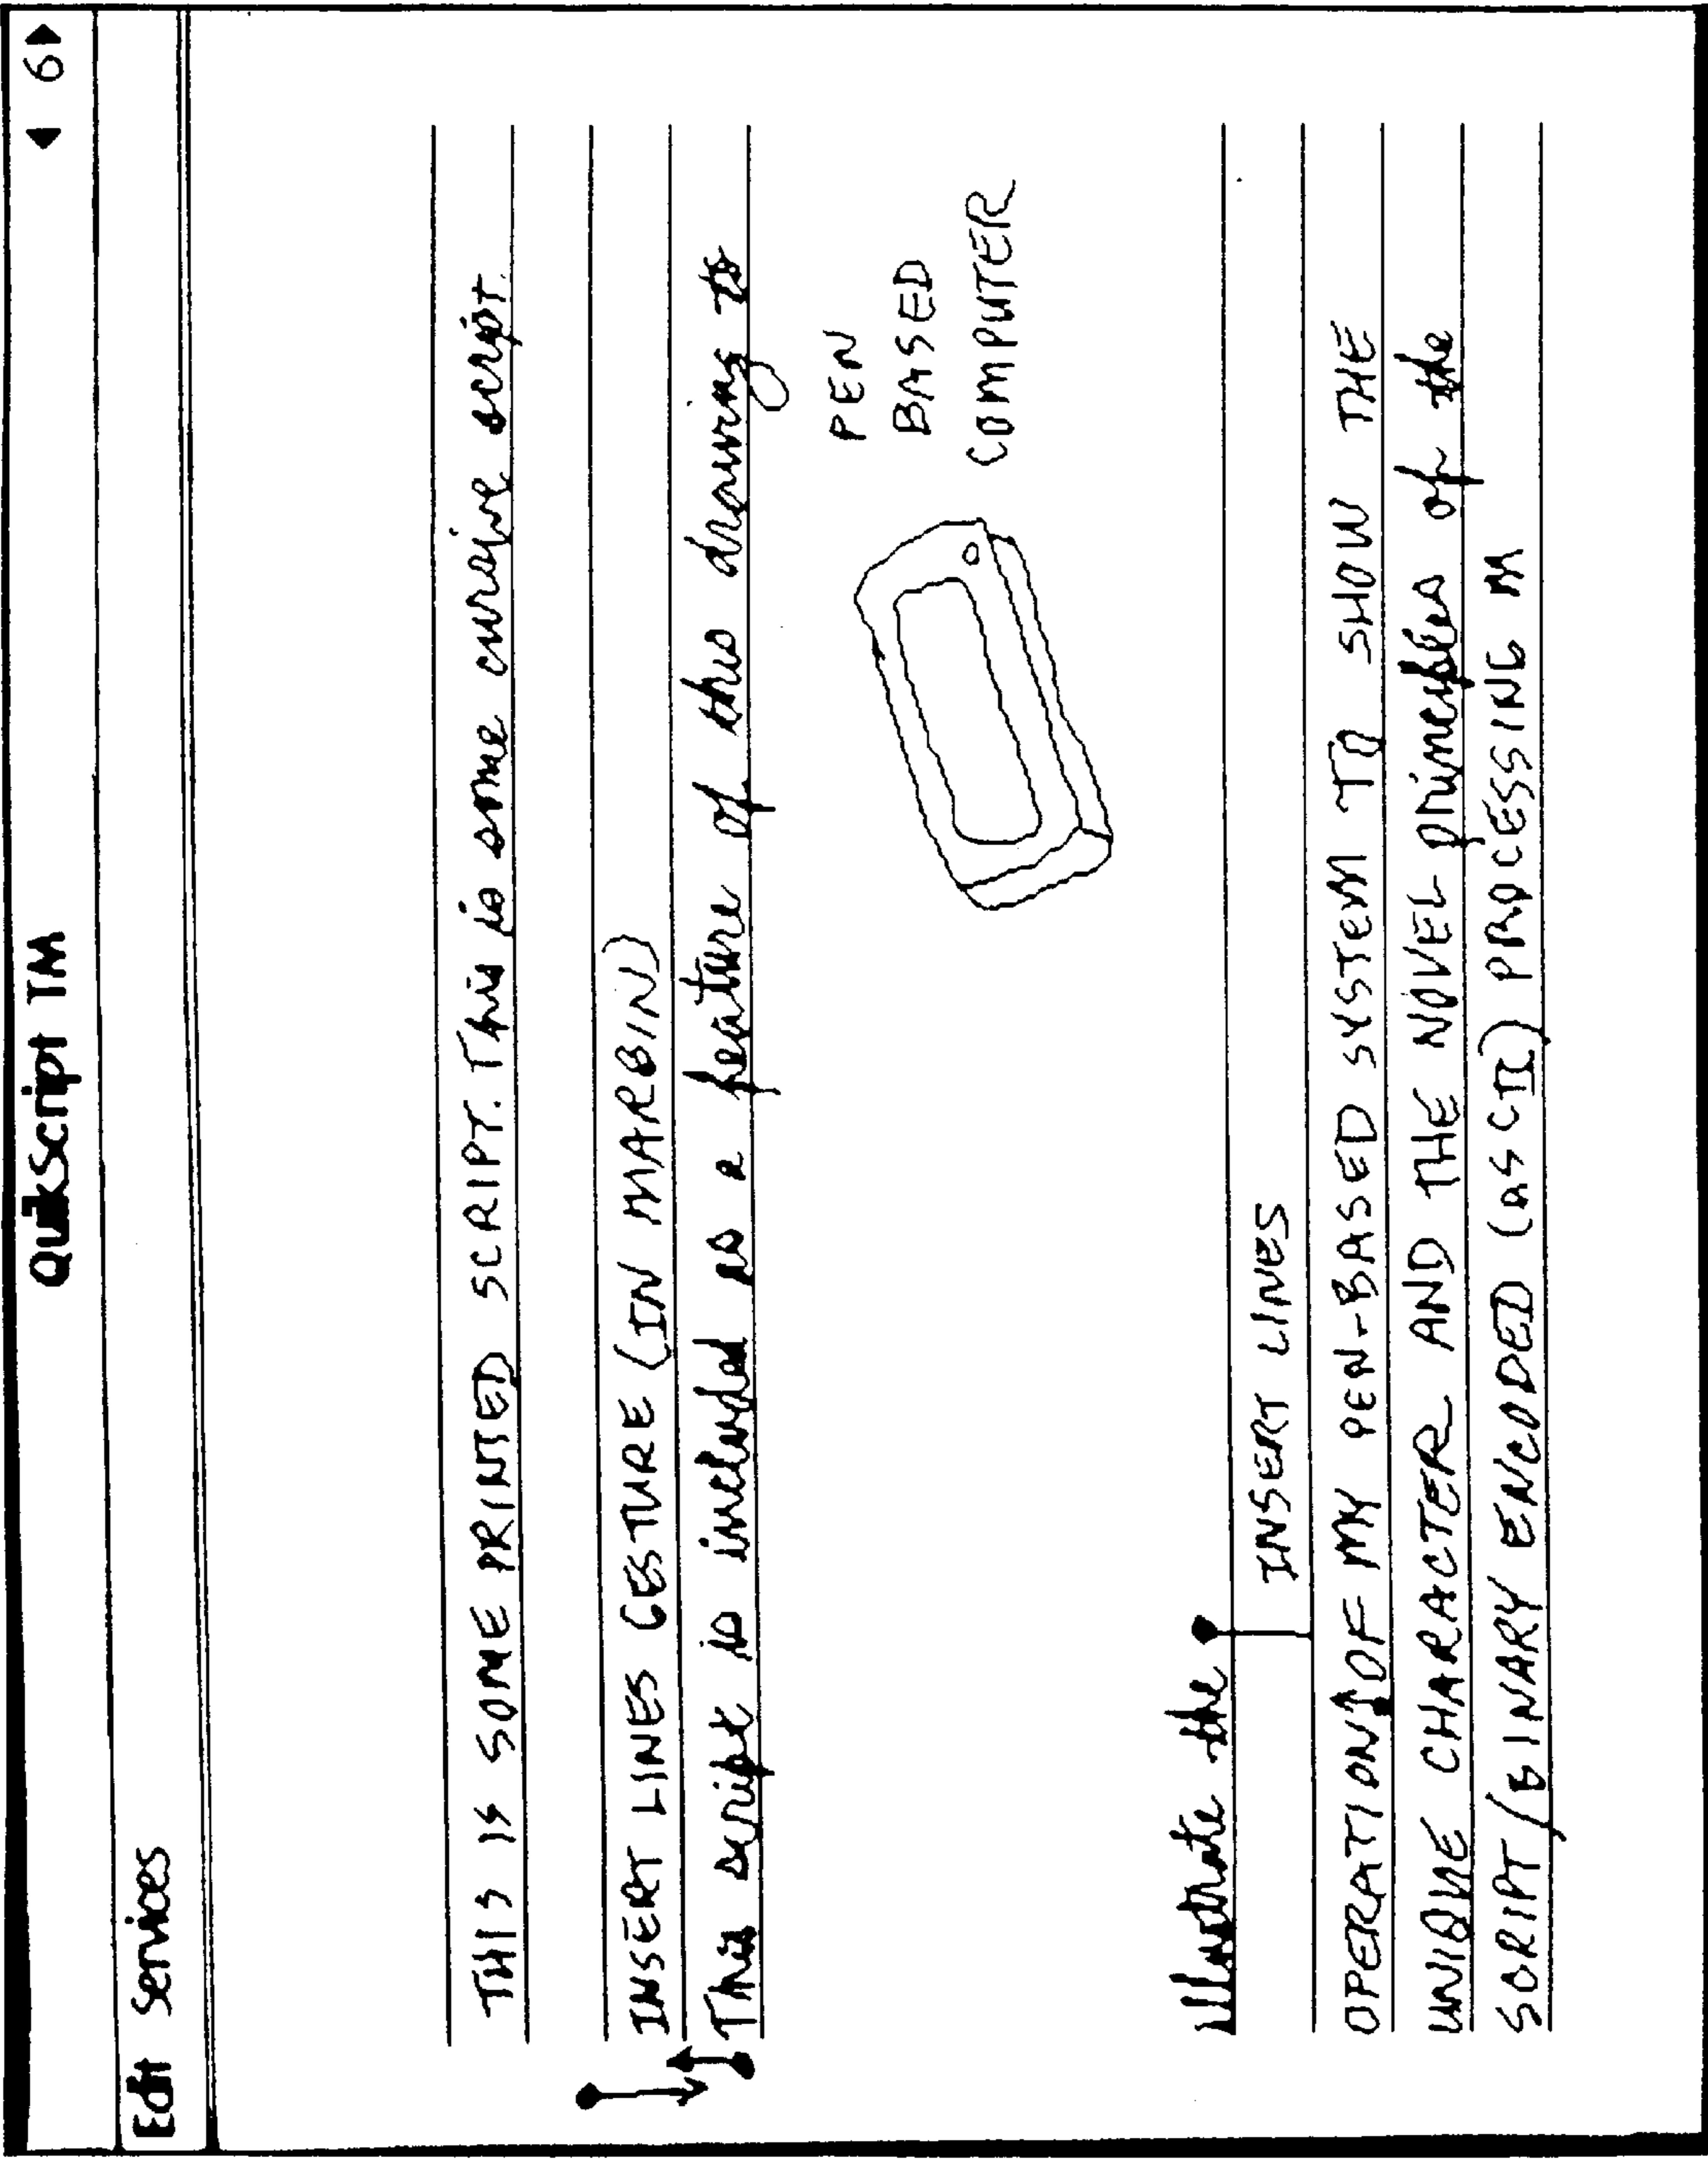 QuikScript TM
◀ 6 ▶
Edit Services
THIS IS SOME PRINTED SCRIPT. This is some cursive script.
INSERT LINES GESTURE (IN MARGIN)
This script is included as a feature of this drawing to
PEN
BASED
COMPUTER
illustrate the
INSERT LINES
OPERATION OF MY PEN-BASED SYSTEM TO SHOW THE
UNIQUE CHARACTER AND THE NOVEL principles of the
SCRIPT/BINARY ENCODED (ASCII) PROCESSING M